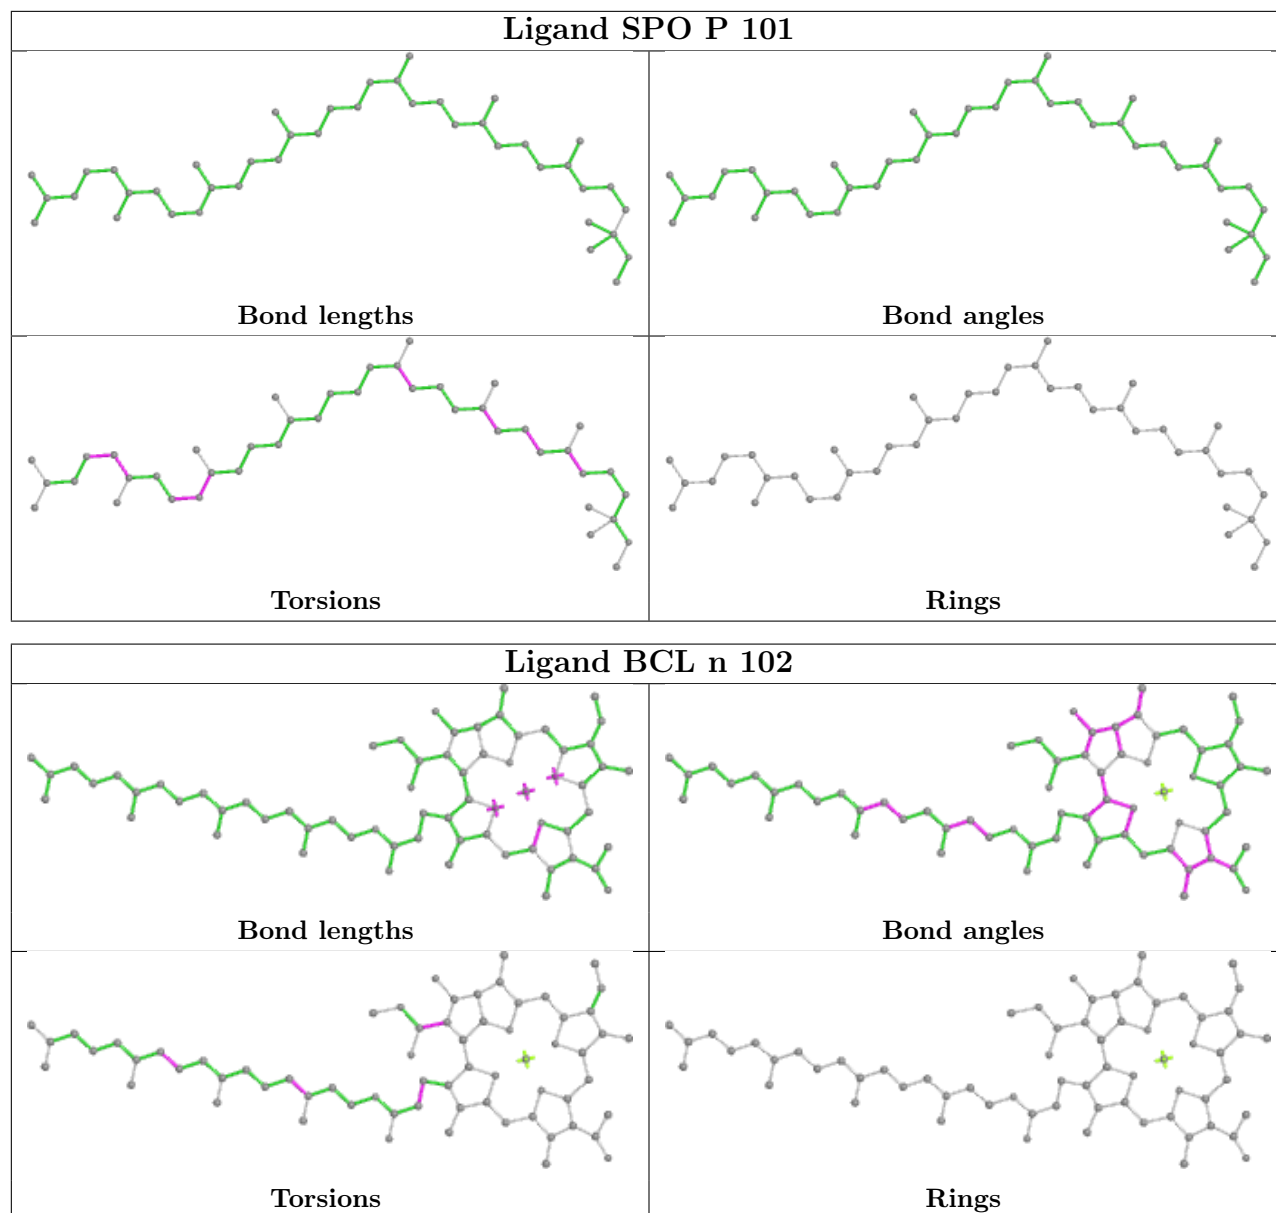 Ligand SPO P 101
Bond lengths
Bond angles
Torsions
Rings
Ligand BCL n 102
Bond lengths
Bond angles
Torsions
Rings